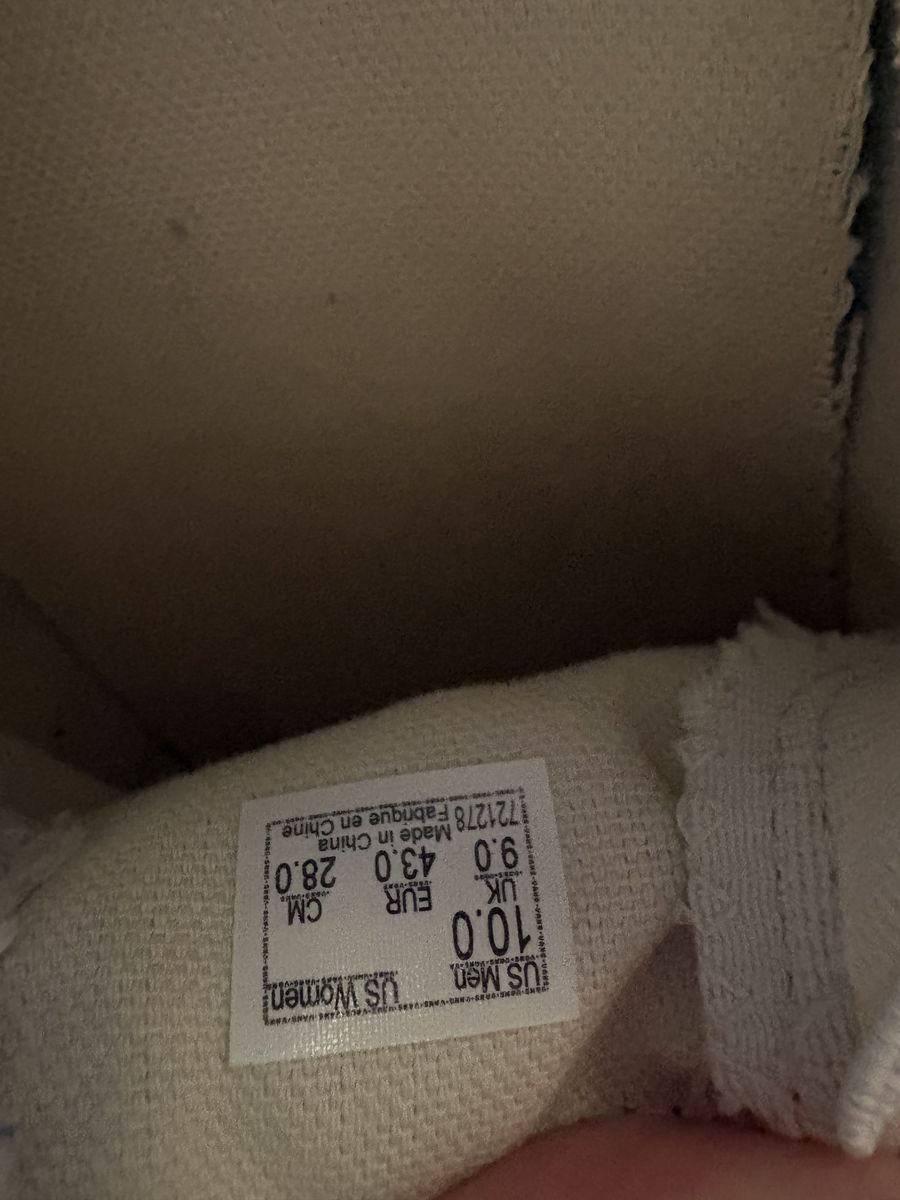 US Men US Women
10.0
UK EUR CM
9.0 43.0 28.0
Made in China
721278 Fabriqué en Chine